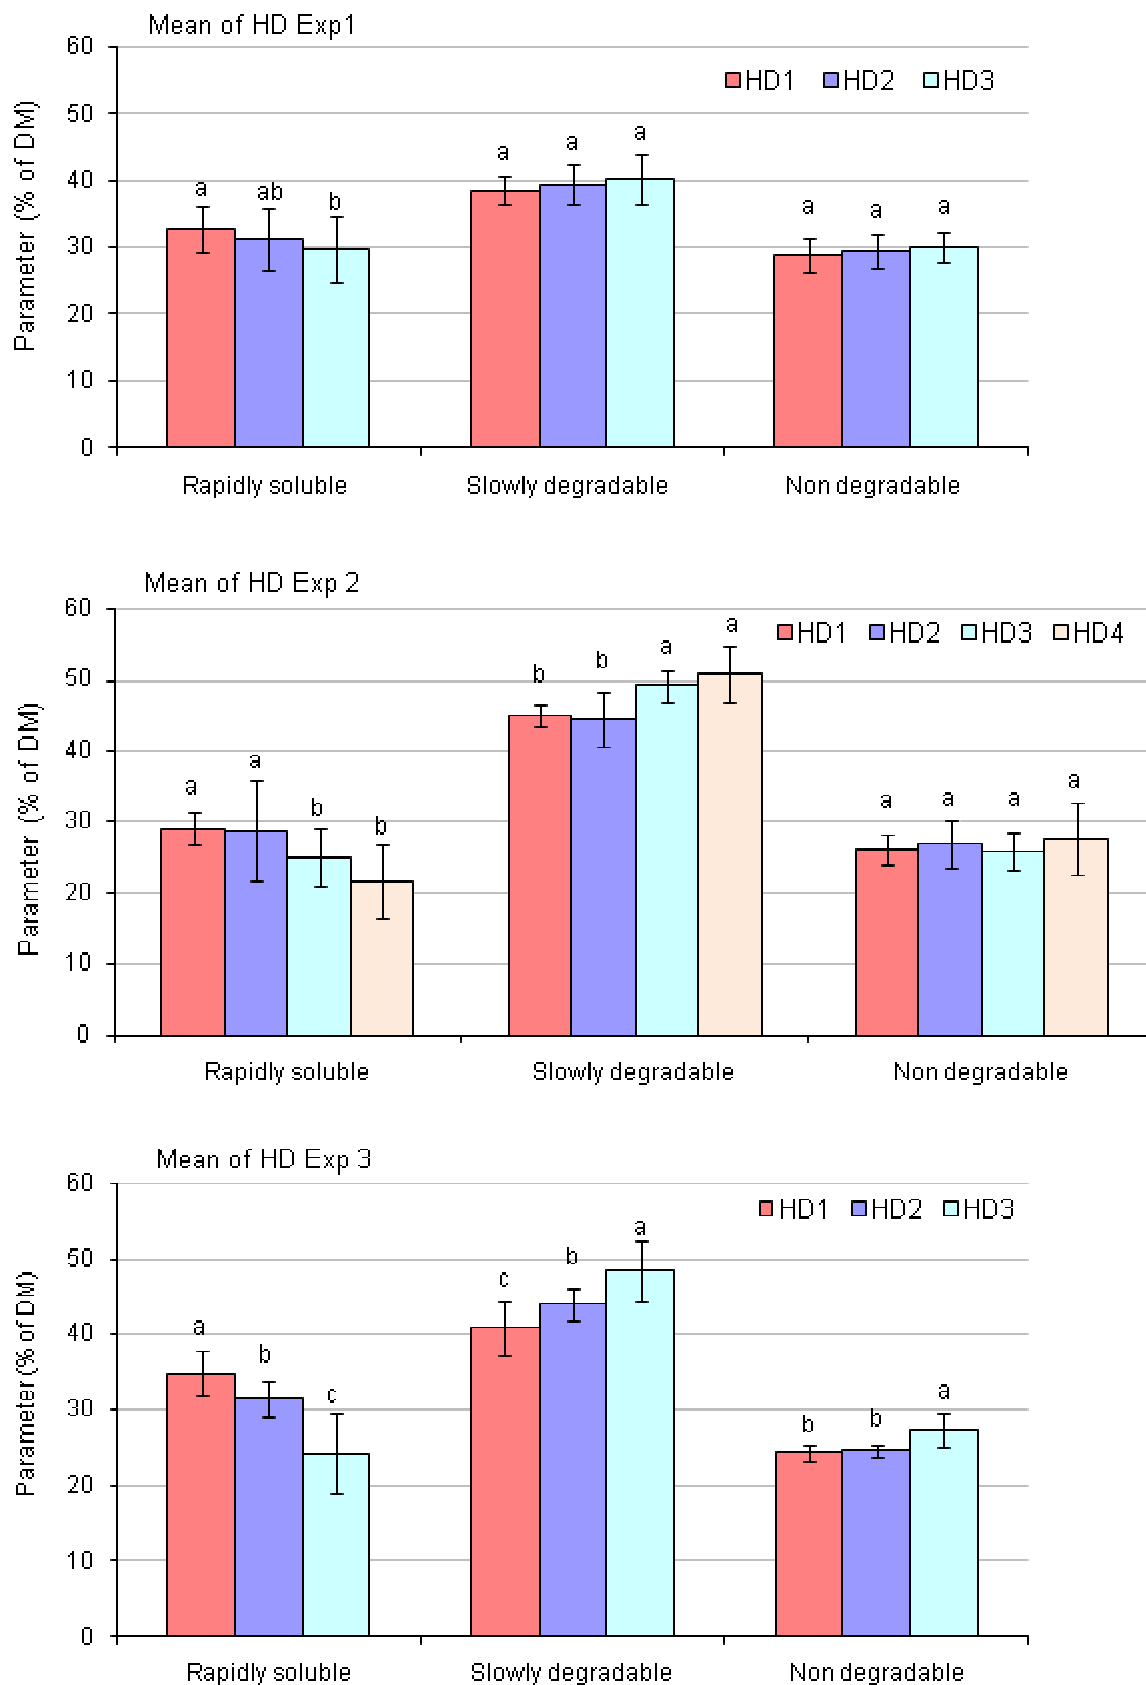 Mean of HD Exp1
60
HD1 HD2 HD3
50
a a a
40
a ab b
a a a
30
20
10
0
Parameter (% of DM)
Rapidly soluble Slowly degradable Non degradable
Mean of HD Exp 2
60
HD1 HD2 HD3 HD4
b b a a
50
40
a a b b
a a a a
30
20
10
0
Parameter (% of DM)
Rapidly soluble Slowly degradable Non degradable
Mean of HD Exp 3
60
HD1 HD2 HD3
c b a
50
40
a b c
b b a
30
20
10
0
Parameter (% of DM)
Rapidly soluble Slowly degradable Non degradable